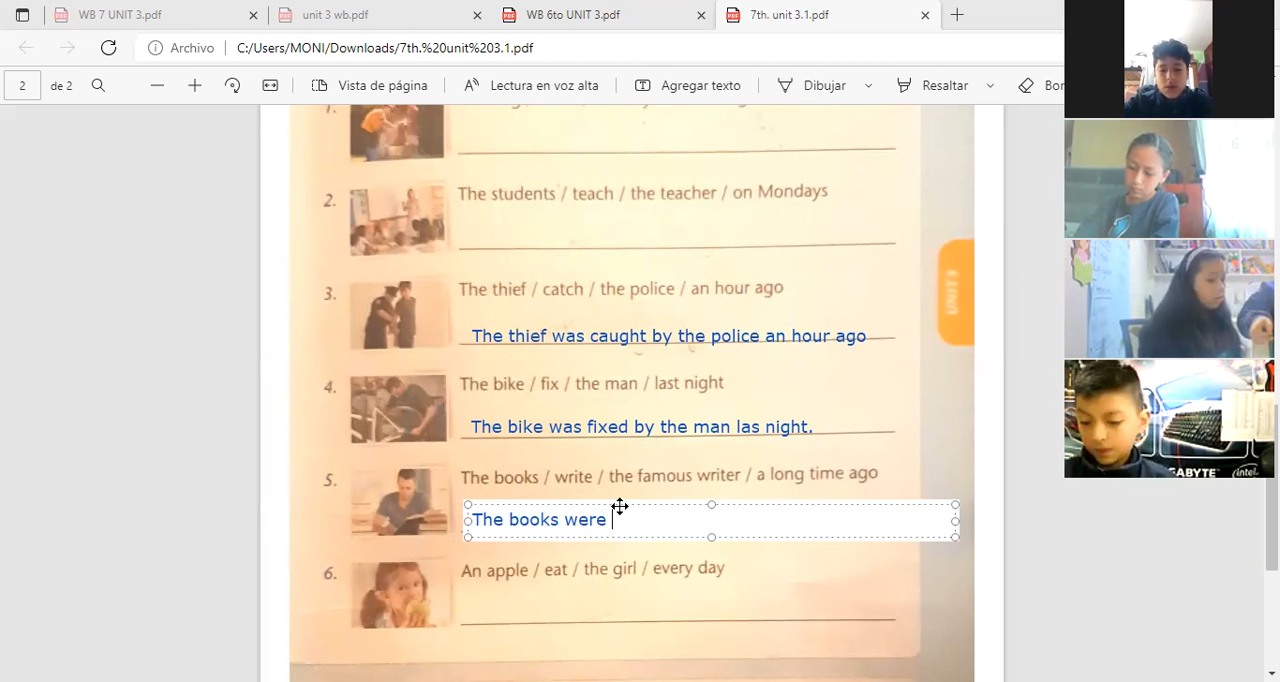 WB 7 UNIT 3.pdf
unit 3 wb.pdf
WB 6to UNIT 3.pdf
7th. unit 3.1.pdf
Archivo
C:/Users/MONI/Downloads/7th.%20unit%203.1.pdf
2
de 2
Vista de página
Lectura en voz alta
Agregar texto
Dibujar
Resaltar
1.
2.
The students / teach / the teacher / on Mondays
3.
The thief / catch / the police / an hour ago
The thief was caught by the police an hour ago
UNIT 3
4.
The bike / fix / the man / last night
The bike was fixed by the man las night.
5.
The books / write / the famous writer / a long time ago
The books were
6.
An apple / eat / the girl / every day
GABYTE
intel